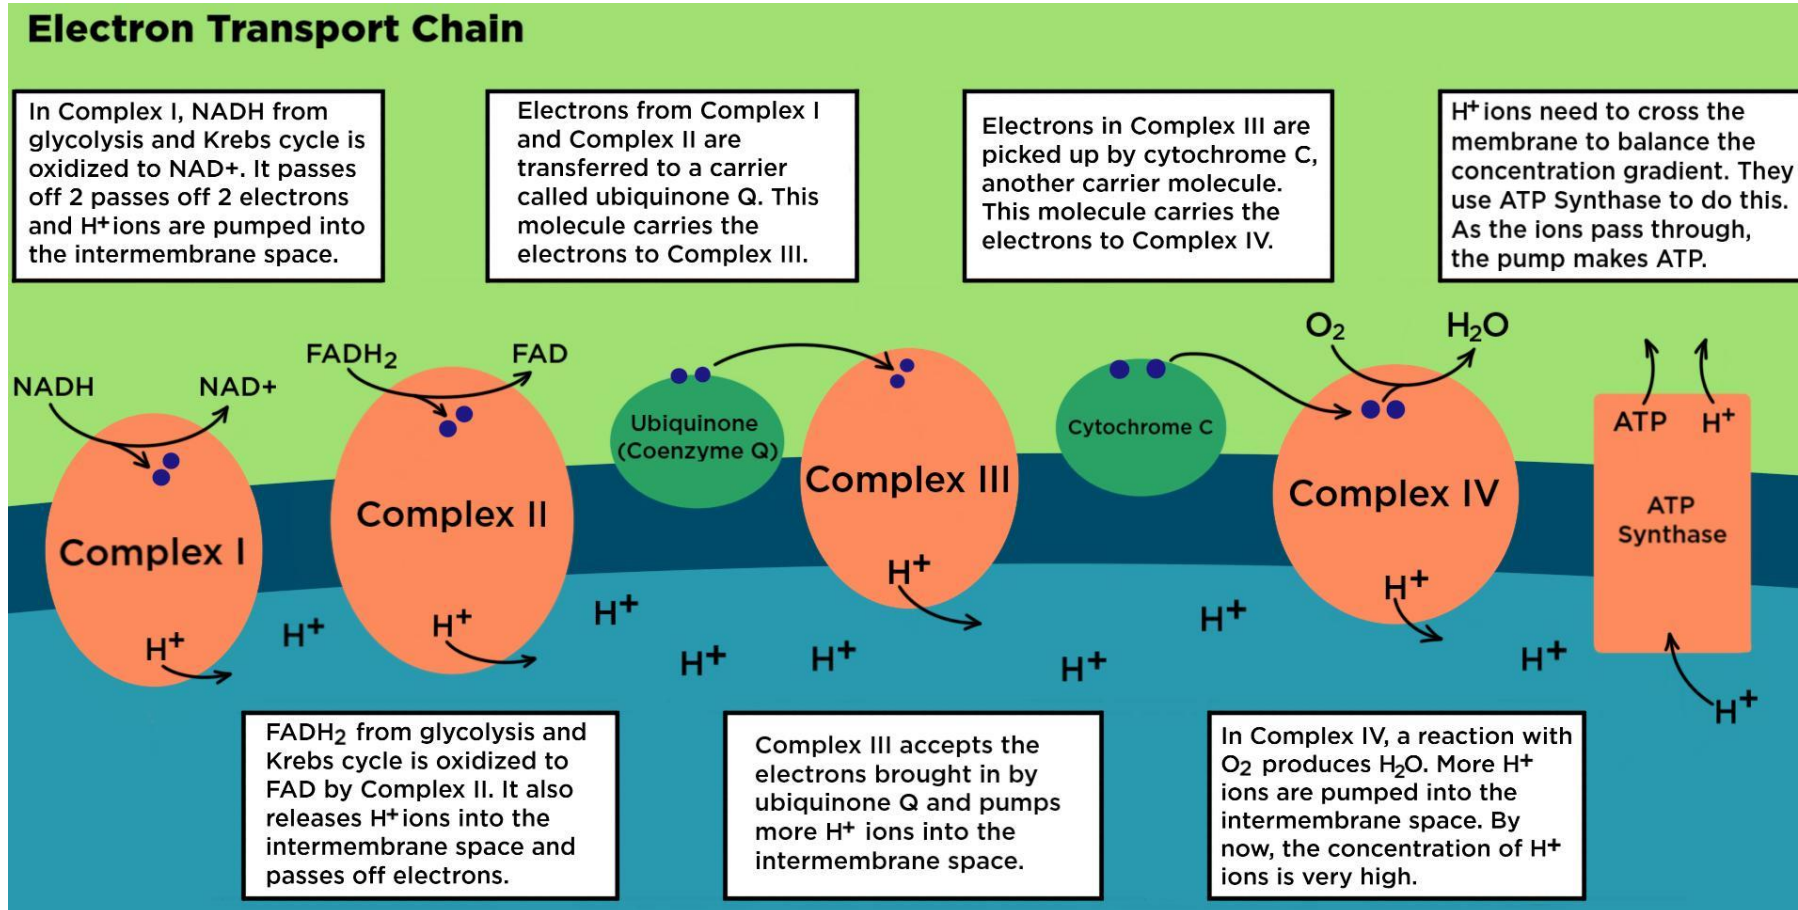 Electron Transport Chain
In Complex I, NADH from
glycolysis and Krebs cycle is
oxidized to NAD+. It passes
off 2 passes off 2 electrons
and H⁺ ions are pumped into
the intermembrane space.
Electrons from Complex I
and Complex II are
transferred to a carrier
called ubiquinone Q. This
molecule carries the
electrons to Complex III.
Electrons in Complex III are
picked up by cytochrome C,
another carrier molecule.
This molecule carries the
electrons to Complex IV.
H⁺ ions need to cross the
membrane to balance the
concentration gradient. They
use ATP Synthase to do this.
As the ions pass through,
the pump makes ATP.
NADH
NAD+
Complex I
H⁺
H⁺
FADH₂
FAD
Complex II
H⁺
H⁺
Ubiquinone
(Coenzyme Q)
H⁺
H⁺
Complex III
H⁺
Cytochrome C
H⁺
H⁺
O₂
H₂O
Complex IV
H⁺
H⁺
ATP
H⁺
ATP
Synthase
H⁺
FADH₂ from glycolysis and
Krebs cycle is oxidized to
FAD by Complex II. It also
releases H⁺ ions into the
intermembrane space and
passes off electrons.
Complex III accepts the
electrons brought in by
ubiquinone Q and pumps
more H⁺ ions into the
intermembrane space.
In Complex IV, a reaction with
O₂ produces H₂O. More H⁺
ions are pumped into the
intermembrane space. By
now, the concentration of H⁺
ions is very high.